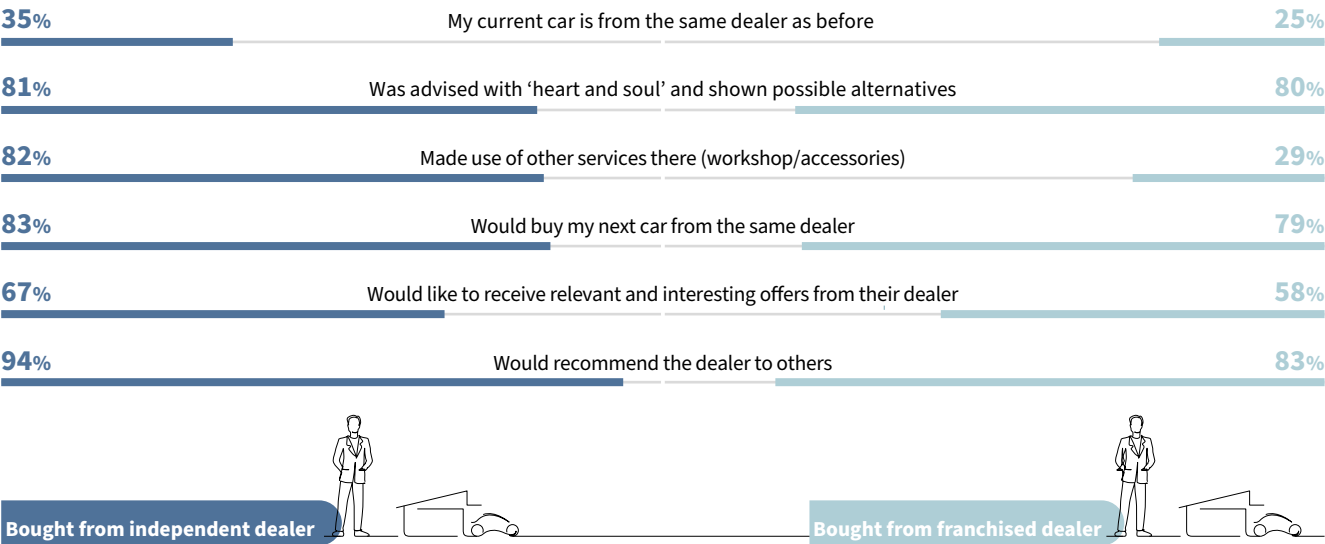 35% My current car is from the same dealer as before 25%
81% Was advised with ‘heart and soul’ and shown possible alternatives 80%
82% Made use of other services there (workshop/accessories) 29%
83% Would buy my next car from the same dealer 79%
67% Would like to receive relevant and interesting offers from their dealer 58%
94% Would recommend the dealer to others 83%
Bought from independent dealer Bought from franchised dealer